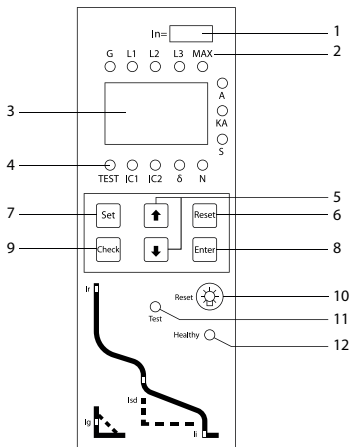 In= 1
G L1 L2 L3 MAX 2
A
3
KA
S
4
TEST IC1 IC2 δ N
5
7 Set Reset 6
9 Check Enter 8
Ir
Reset 10
Test 11
Healthy 12
Isd
Ig
Ii